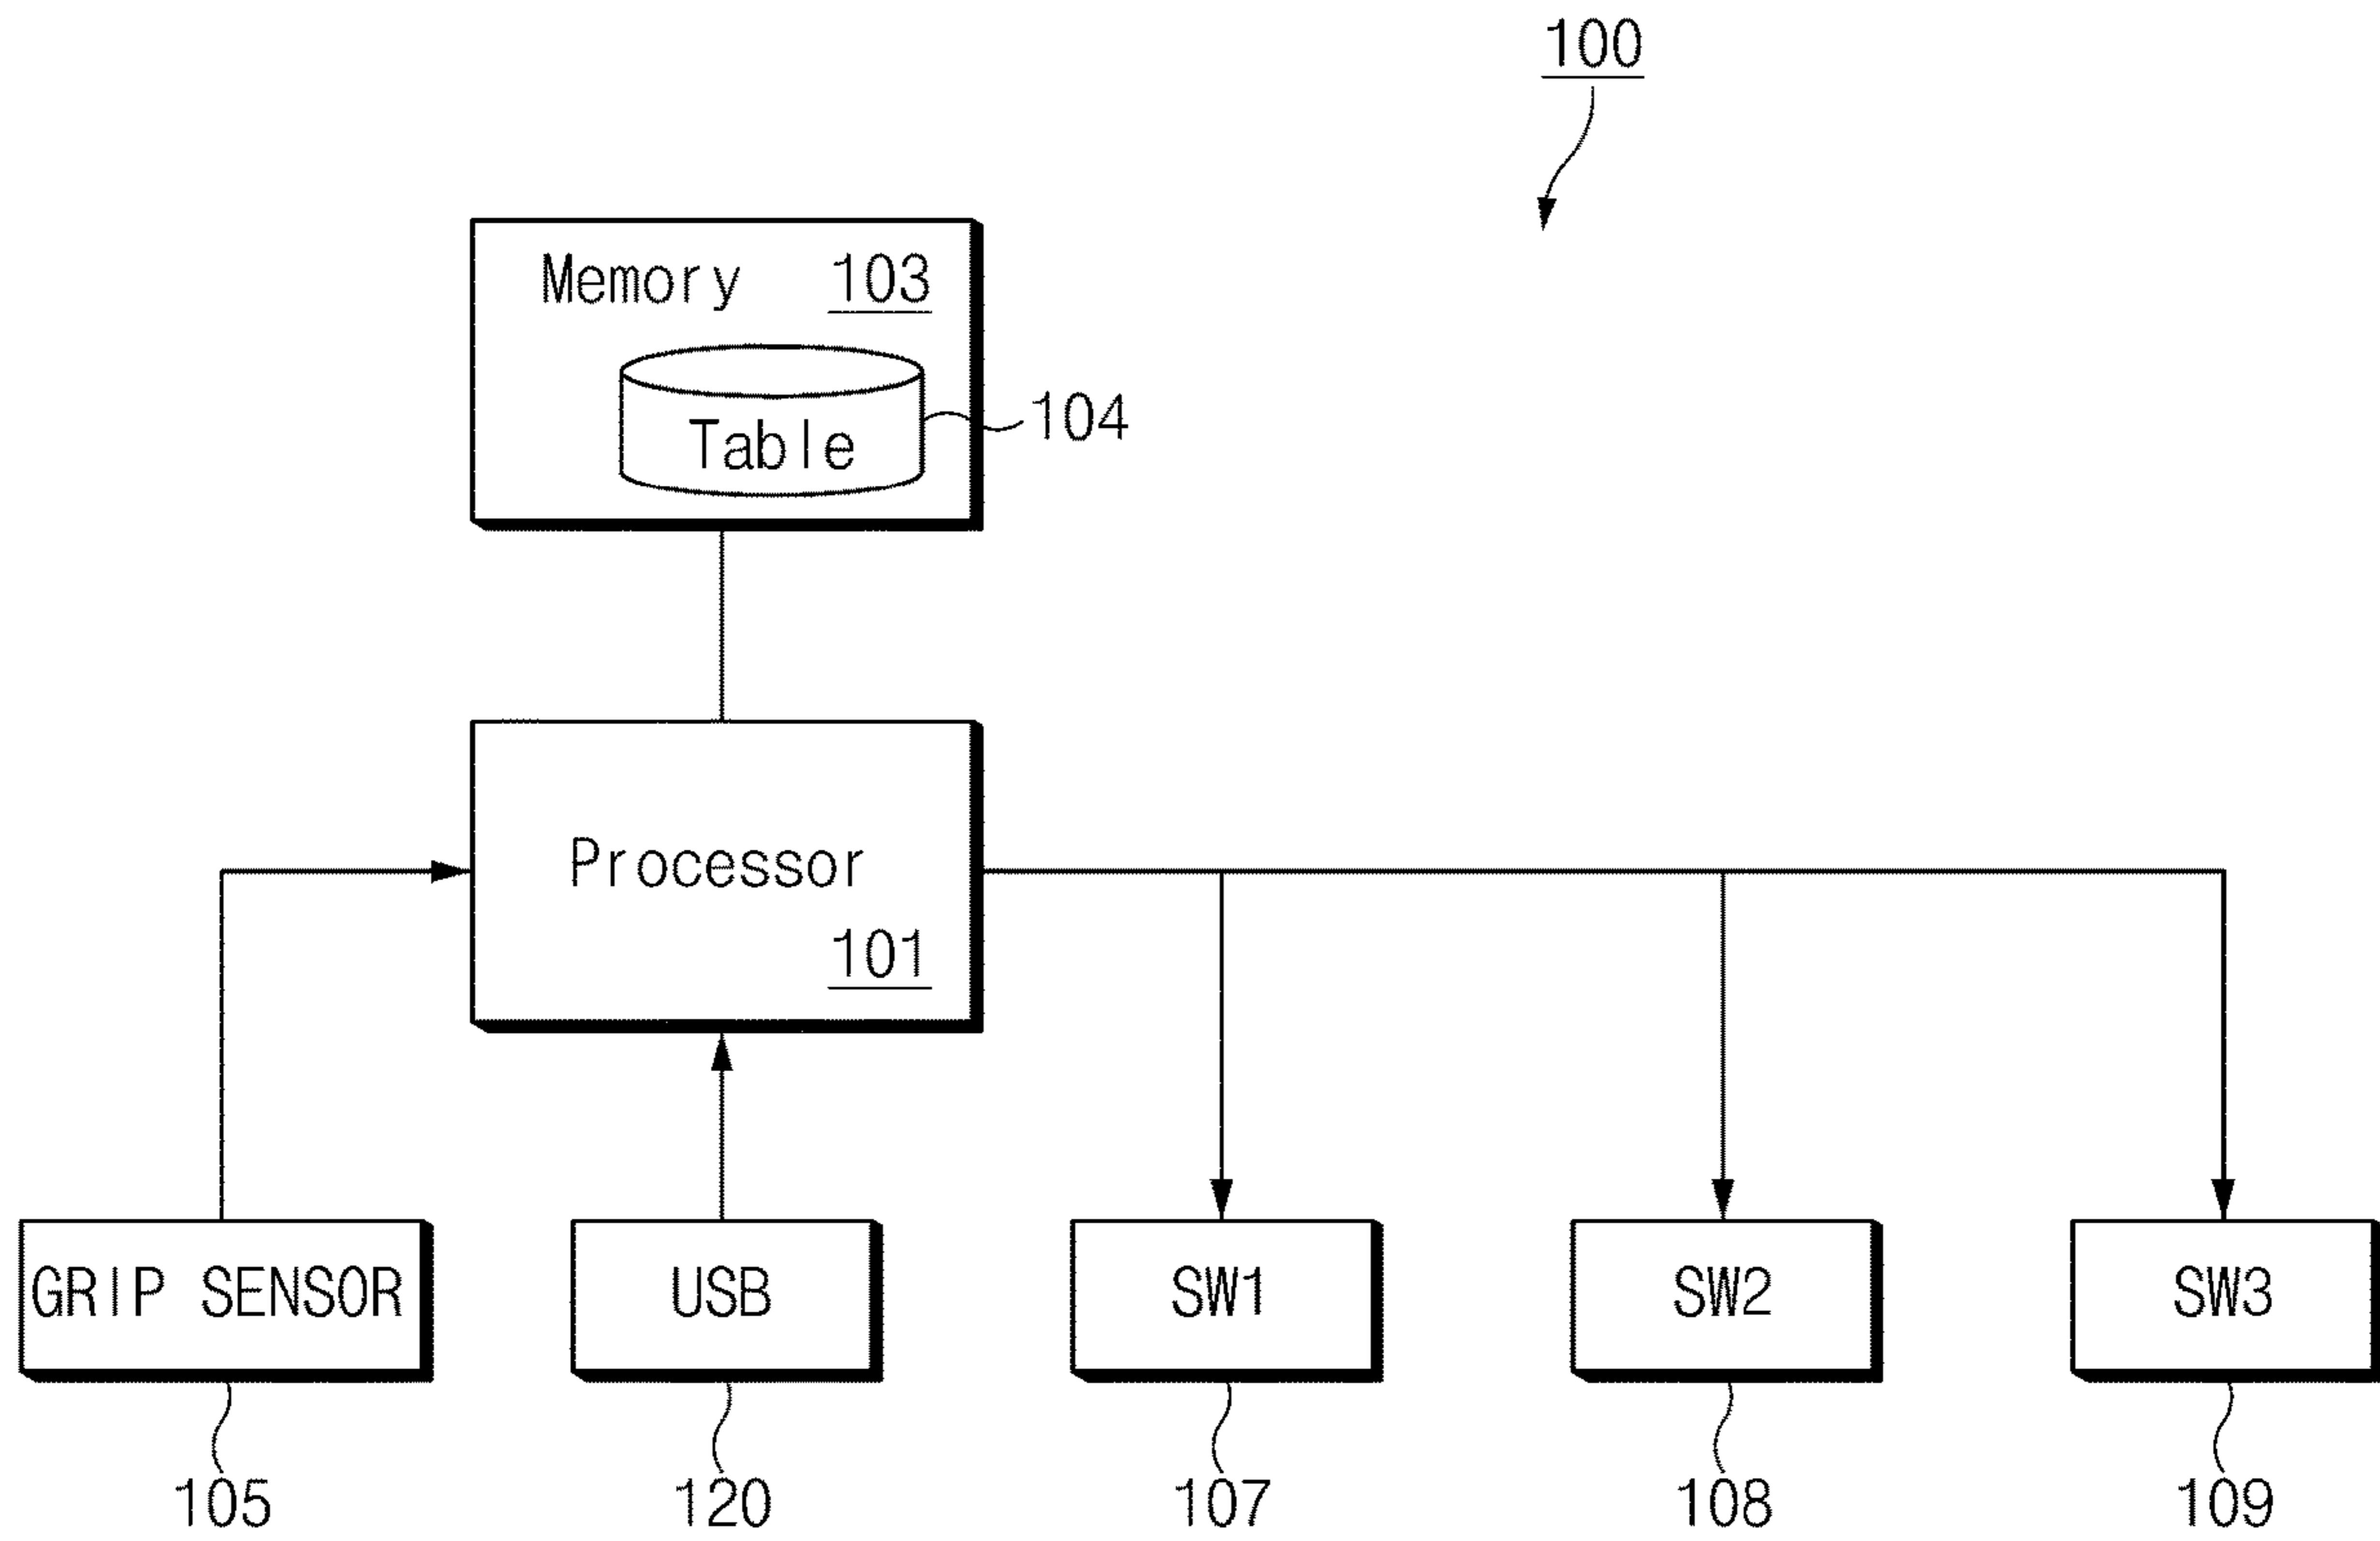 100
Memory 103
Table
104
Processor
101
GRIP SENSOR
USB
SW1
SW2
SW3
105
120
107
108
109